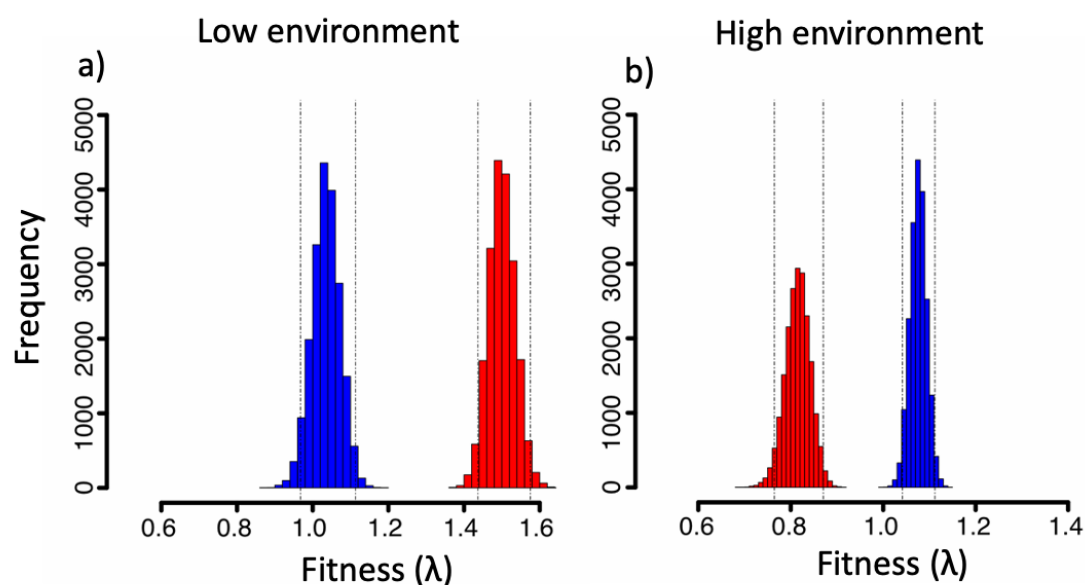 Low environment
High environment
a)
b)
Frequency
5000
4000
3000
2000
1000
0
0.6 0.8 1.0 1.2 1.4 1.6
Fitness (λ)
5000
4000
3000
2000
1000
0
0.6 0.8 1.0 1.2 1.4
Fitness (λ)